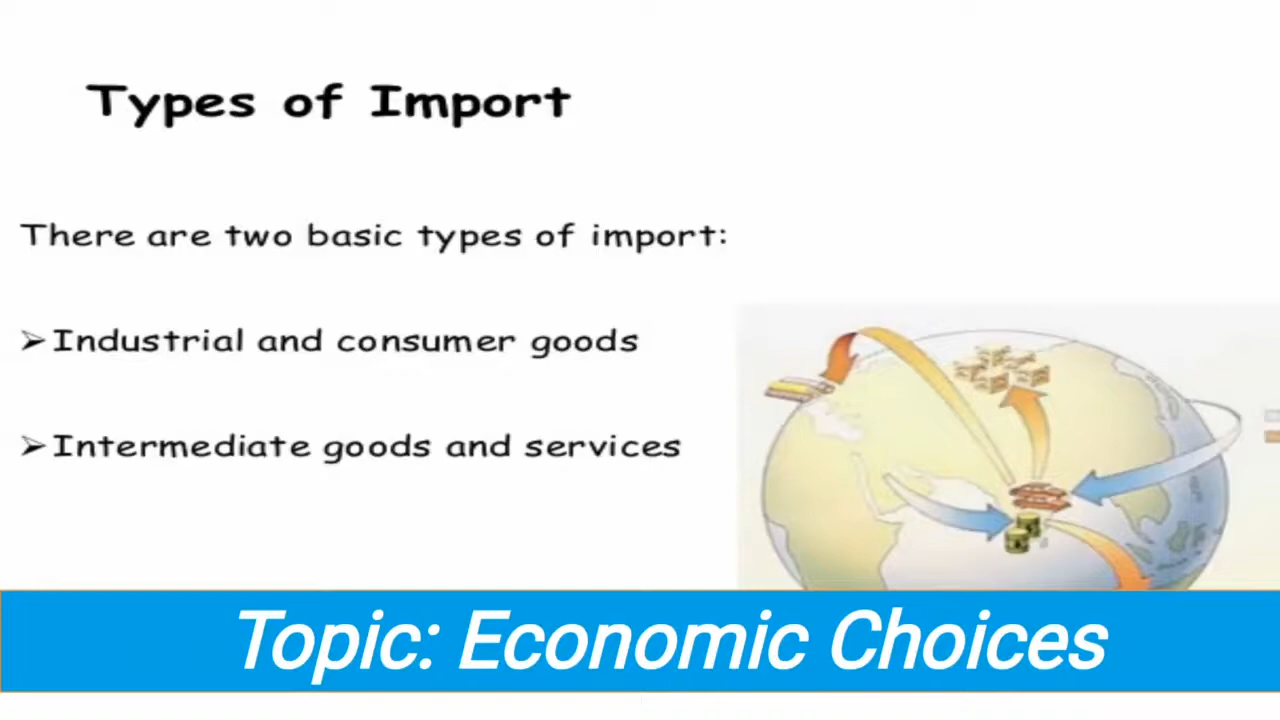 Types of Import
There are two basic types of import:
➢Industrial and consumer goods
➢Intermediate goods and services
Topic: Economic Choices